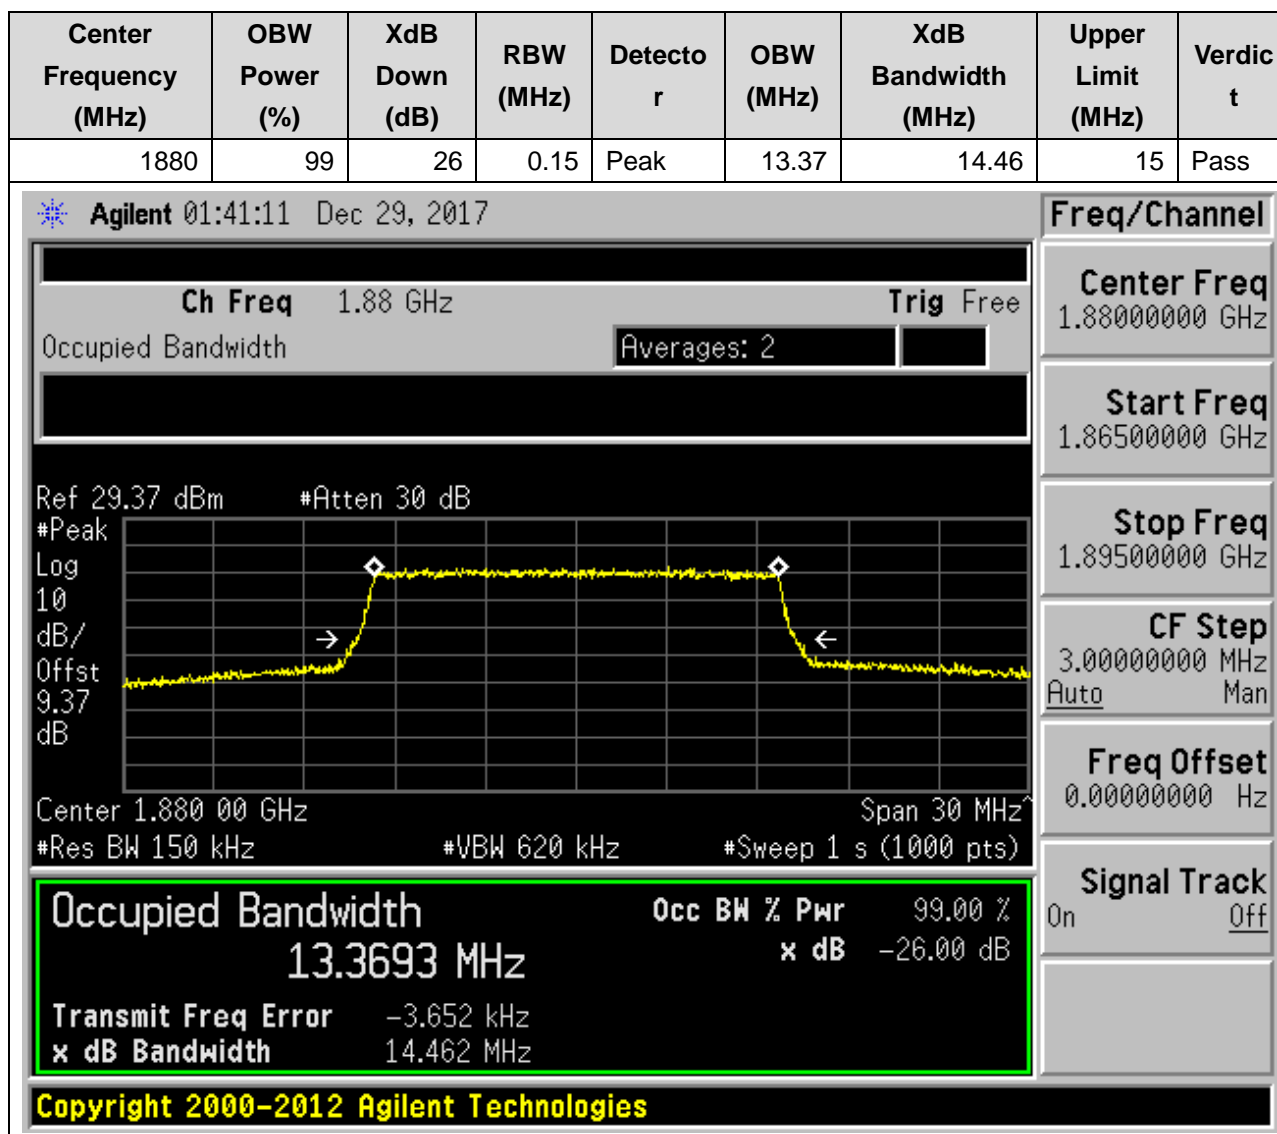 Center Frequency (MHz) OBW Power (%) XdB Down (dB) RBW (MHz) Detector OBW (MHz) XdB Bandwidth (MHz) Upper Limit (MHz) Verdict
1880 99 26 0.15 Peak 13.37 14.46 15 Pass
Agilent 01:41:11 Dec 29, 2017
Freq/Channel
Ch Freq 1.88 GHz Trig Free
Occupied Bandwidth Averages: 2
Ref 29.37 dBm #Atten 30 dB
#Peak
Log
10
dB/
Offst
9.37
dB
Center 1.880 00 GHz Span 30 MHz^
#Res BW 150 kHz #VBW 620 kHz #Sweep 1 s (1000 pts)
Occupied Bandwidth Occ BW % Pwr 99.00 %
13.3693 MHz x dB -26.00 dB
Transmit Freq Error -3.652 kHz
x dB Bandwidth 14.462 MHz
Center Freq
1.88000000 GHz
Start Freq
1.86500000 GHz
Stop Freq
1.89500000 GHz
CF Step
3.00000000 MHz
Auto Man
Freq Offset
0.00000000 Hz
Signal Track
On Off
Copyright 2000-2012 Agilent Technologies